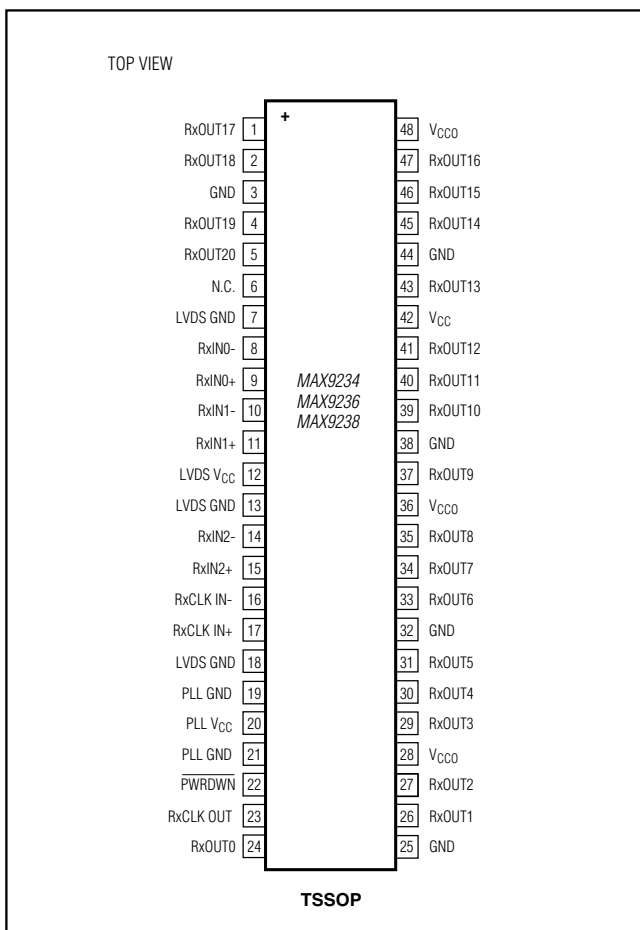 TOP VIEW
+
RxOUT17 1 48 VCCO
RxOUT18 2 47 RxOUT16
GND 3 46 RxOUT15
RxOUT19 4 45 RxOUT14
RxOUT20 5 44 GND
N.C. 6 43 RxOUT13
LVDS GND 7 42 VCC
RxIN0- 8 41 RxOUT12
RxIN0+ 9 MAX9234 40 RxOUT11
MAX9236
RxIN1- 10 MAX9238 39 RxOUT10
RxIN1+ 11 38 GND
LVDS VCC 12 37 RxOUT9
LVDS GND 13 36 VCCO
RxIN2- 14 35 RxOUT8
RxIN2+ 15 34 RxOUT7
RxCLK IN- 16 33 RxOUT6
RxCLK IN+ 17 32 GND
LVDS GND 18 31 RxOUT5
PLL GND 19 30 RxOUT4
PLL VCC 20 29 RxOUT3
PLL GND 21 28 VCCO
PWRDWN 22 27 RxOUT2
RxCLK OUT 23 26 RxOUT1
RxOUT0 24 25 GND
TSSOP